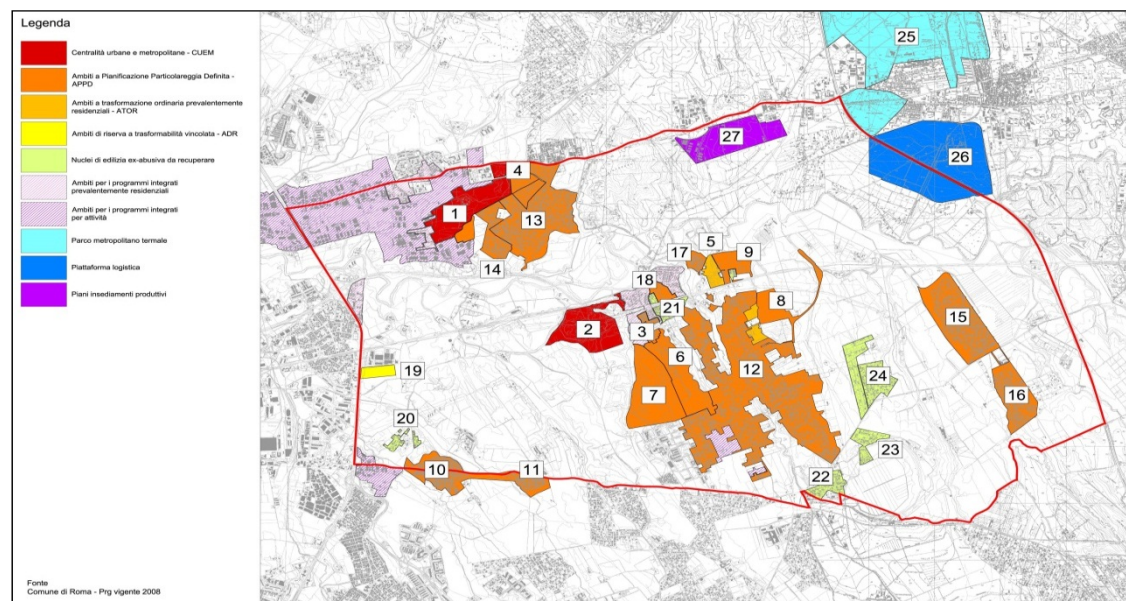 Legenda
Centralità urbane e metropolitane - CUEM
Ambiti a Pianificazione Particolareggia Definita -
APPD
Ambiti a trasformazione ordinaria prevalentemente
residenziali - ATOR
Ambiti di riserva a trasformabilità vincolata - ADR
Nuclei di edilizia ex-abusiva da recuperare
Ambiti per i programmi integrati
prevalentemente residenziali
Ambiti per i programmi integrati
per attività
Parco metropolitano termale
Piattaforma logistica
Piani insediamenti produttivi
Fonte
Comune di Roma - Prg vigente 2008
25
27
26
4
1
13
14
5
17
9
18
8
21
2
3
15
6
12
19
24
7
16
20
23
10
11
22